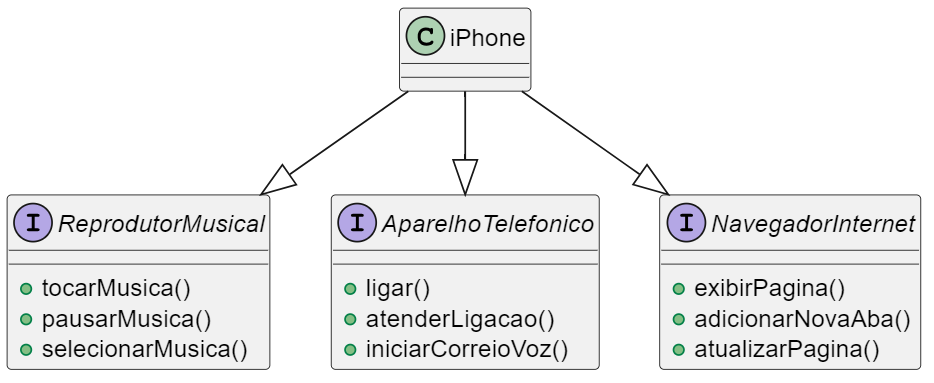 C iPhone
I ReprodutorMusical
tocarMusica()
pausarMusica()
selecionarMusica()
I AparelhoTelefonico
ligar()
atenderLigacao()
iniciarCorreioVoz()
I NavegadorInternet
exibirPagina()
adicionarNovaAba()
atualizarPagina()